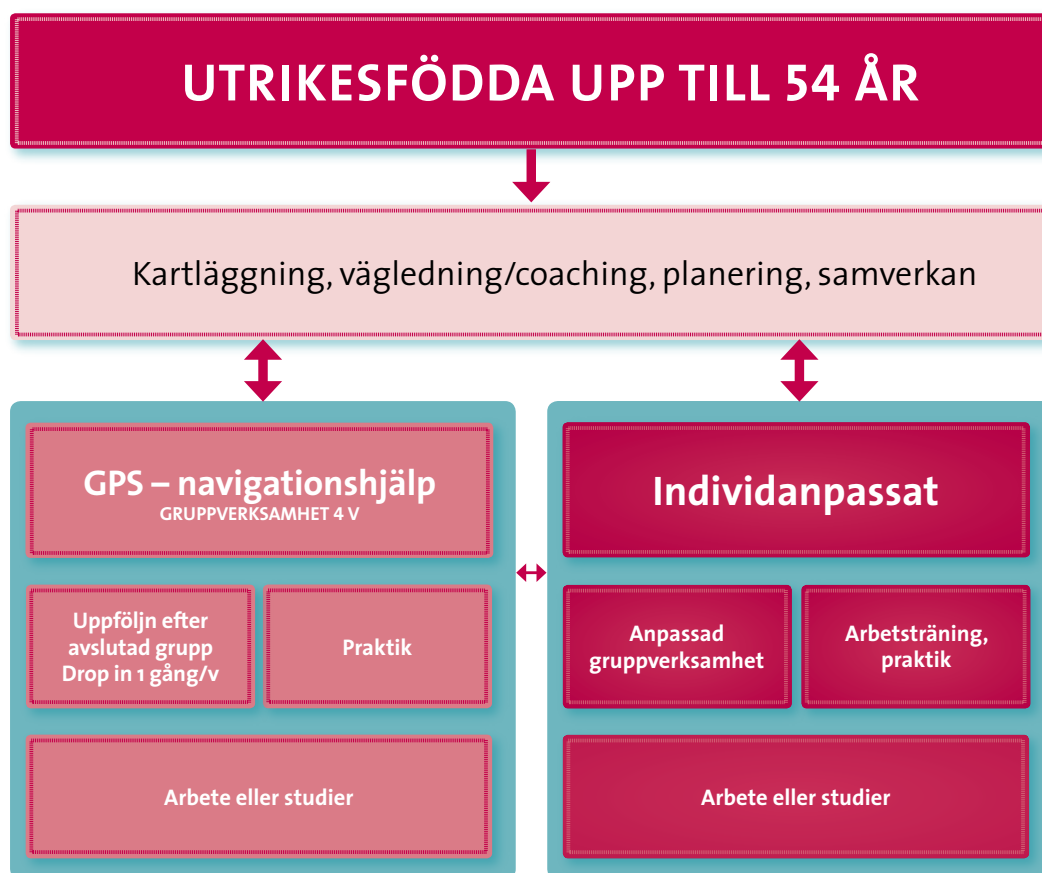 UTRIKESFÖDDA UPP TILL 54 ÅR
Kartläggning, vägledning/coaching, planering, samverkan
GPS – navigationshjälp
GRUPPVERKSAMHET 4 V
Uppföljn efter
avslutad grupp
Drop in 1 gång/v
Praktik
Arbete eller studier
Individanpassat
Anpassad
gruppverksamhet
Arbetsträning,
praktik
Arbete eller studier